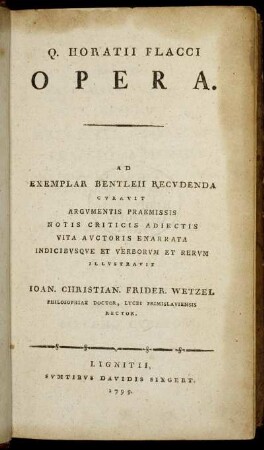 Q. HORATII FLACCI
OPERA.
AD
EXEMPLAR BENTLEII RECVDENDA
CVRAVIT
ARGVMENTIS PRAEMISSIS
NOTIS CRITICIS ADIECTIS
VITA AVCTORIS ENARRATA
INDICIBVSQVE ET VERBORVM ET RERVM
ILLVSTRAVIT
IOAN. CHRISTIAN. FRIDER. WETZEL
PHILOSOPHIAE DOCTOR, LYCEI PRIMISLAVIENSIS
RECTOR.
LIGNITII,
SVMTIBVS DAVIDIS SIEGERT.
1799.